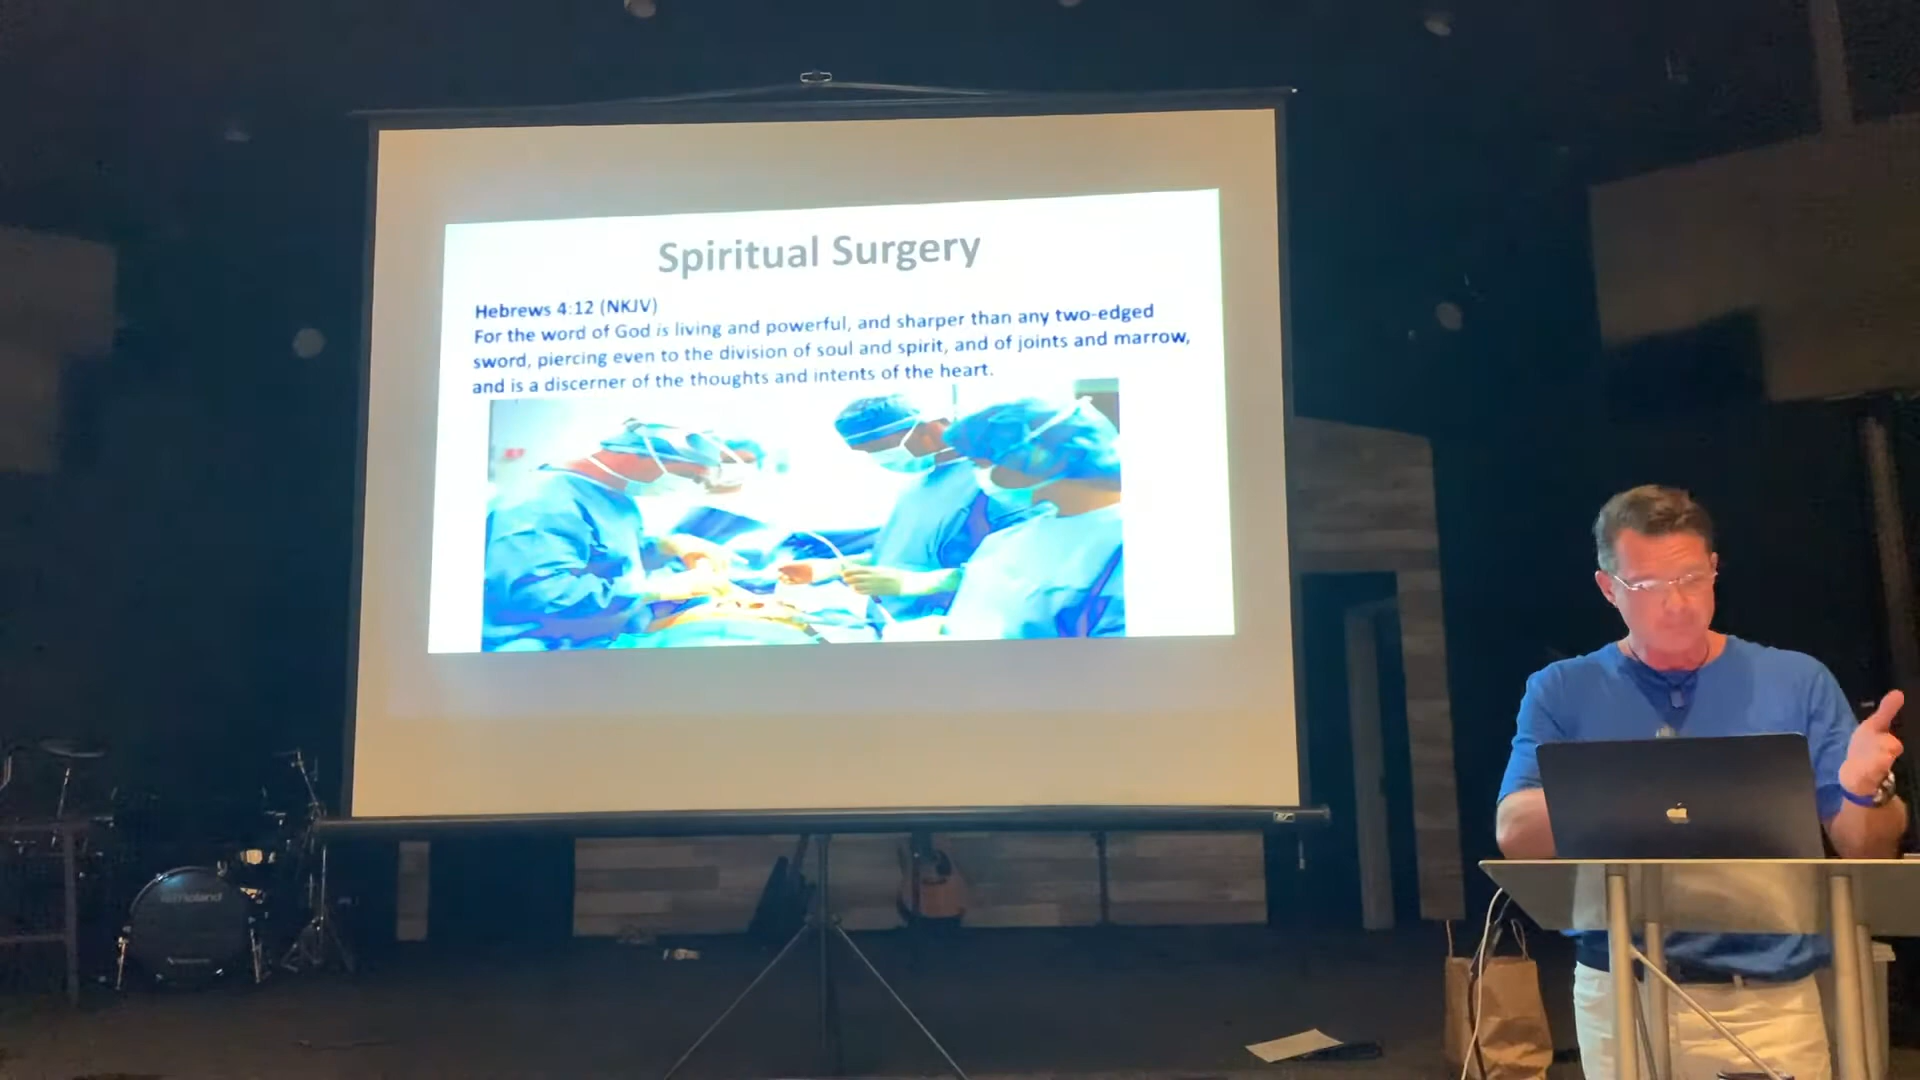 Spiritual Surgery
Hebrews 4:12 (NKJV)
For the word of God is living and powerful, and sharper than any two-edged
sword, piercing even to the division of soul and spirit, and of joints and marrow,
and is a discerner of the thoughts and intents of the heart.
Roland